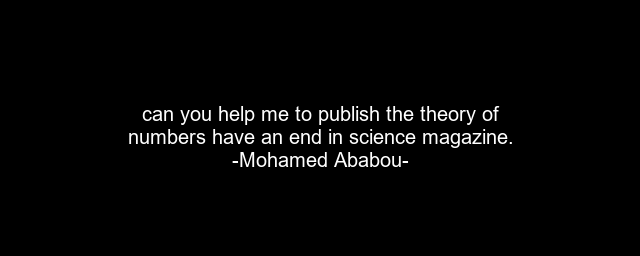 can you help me to publish the theory of
numbers have an end in science magazine.
-Mohamed Ababou-